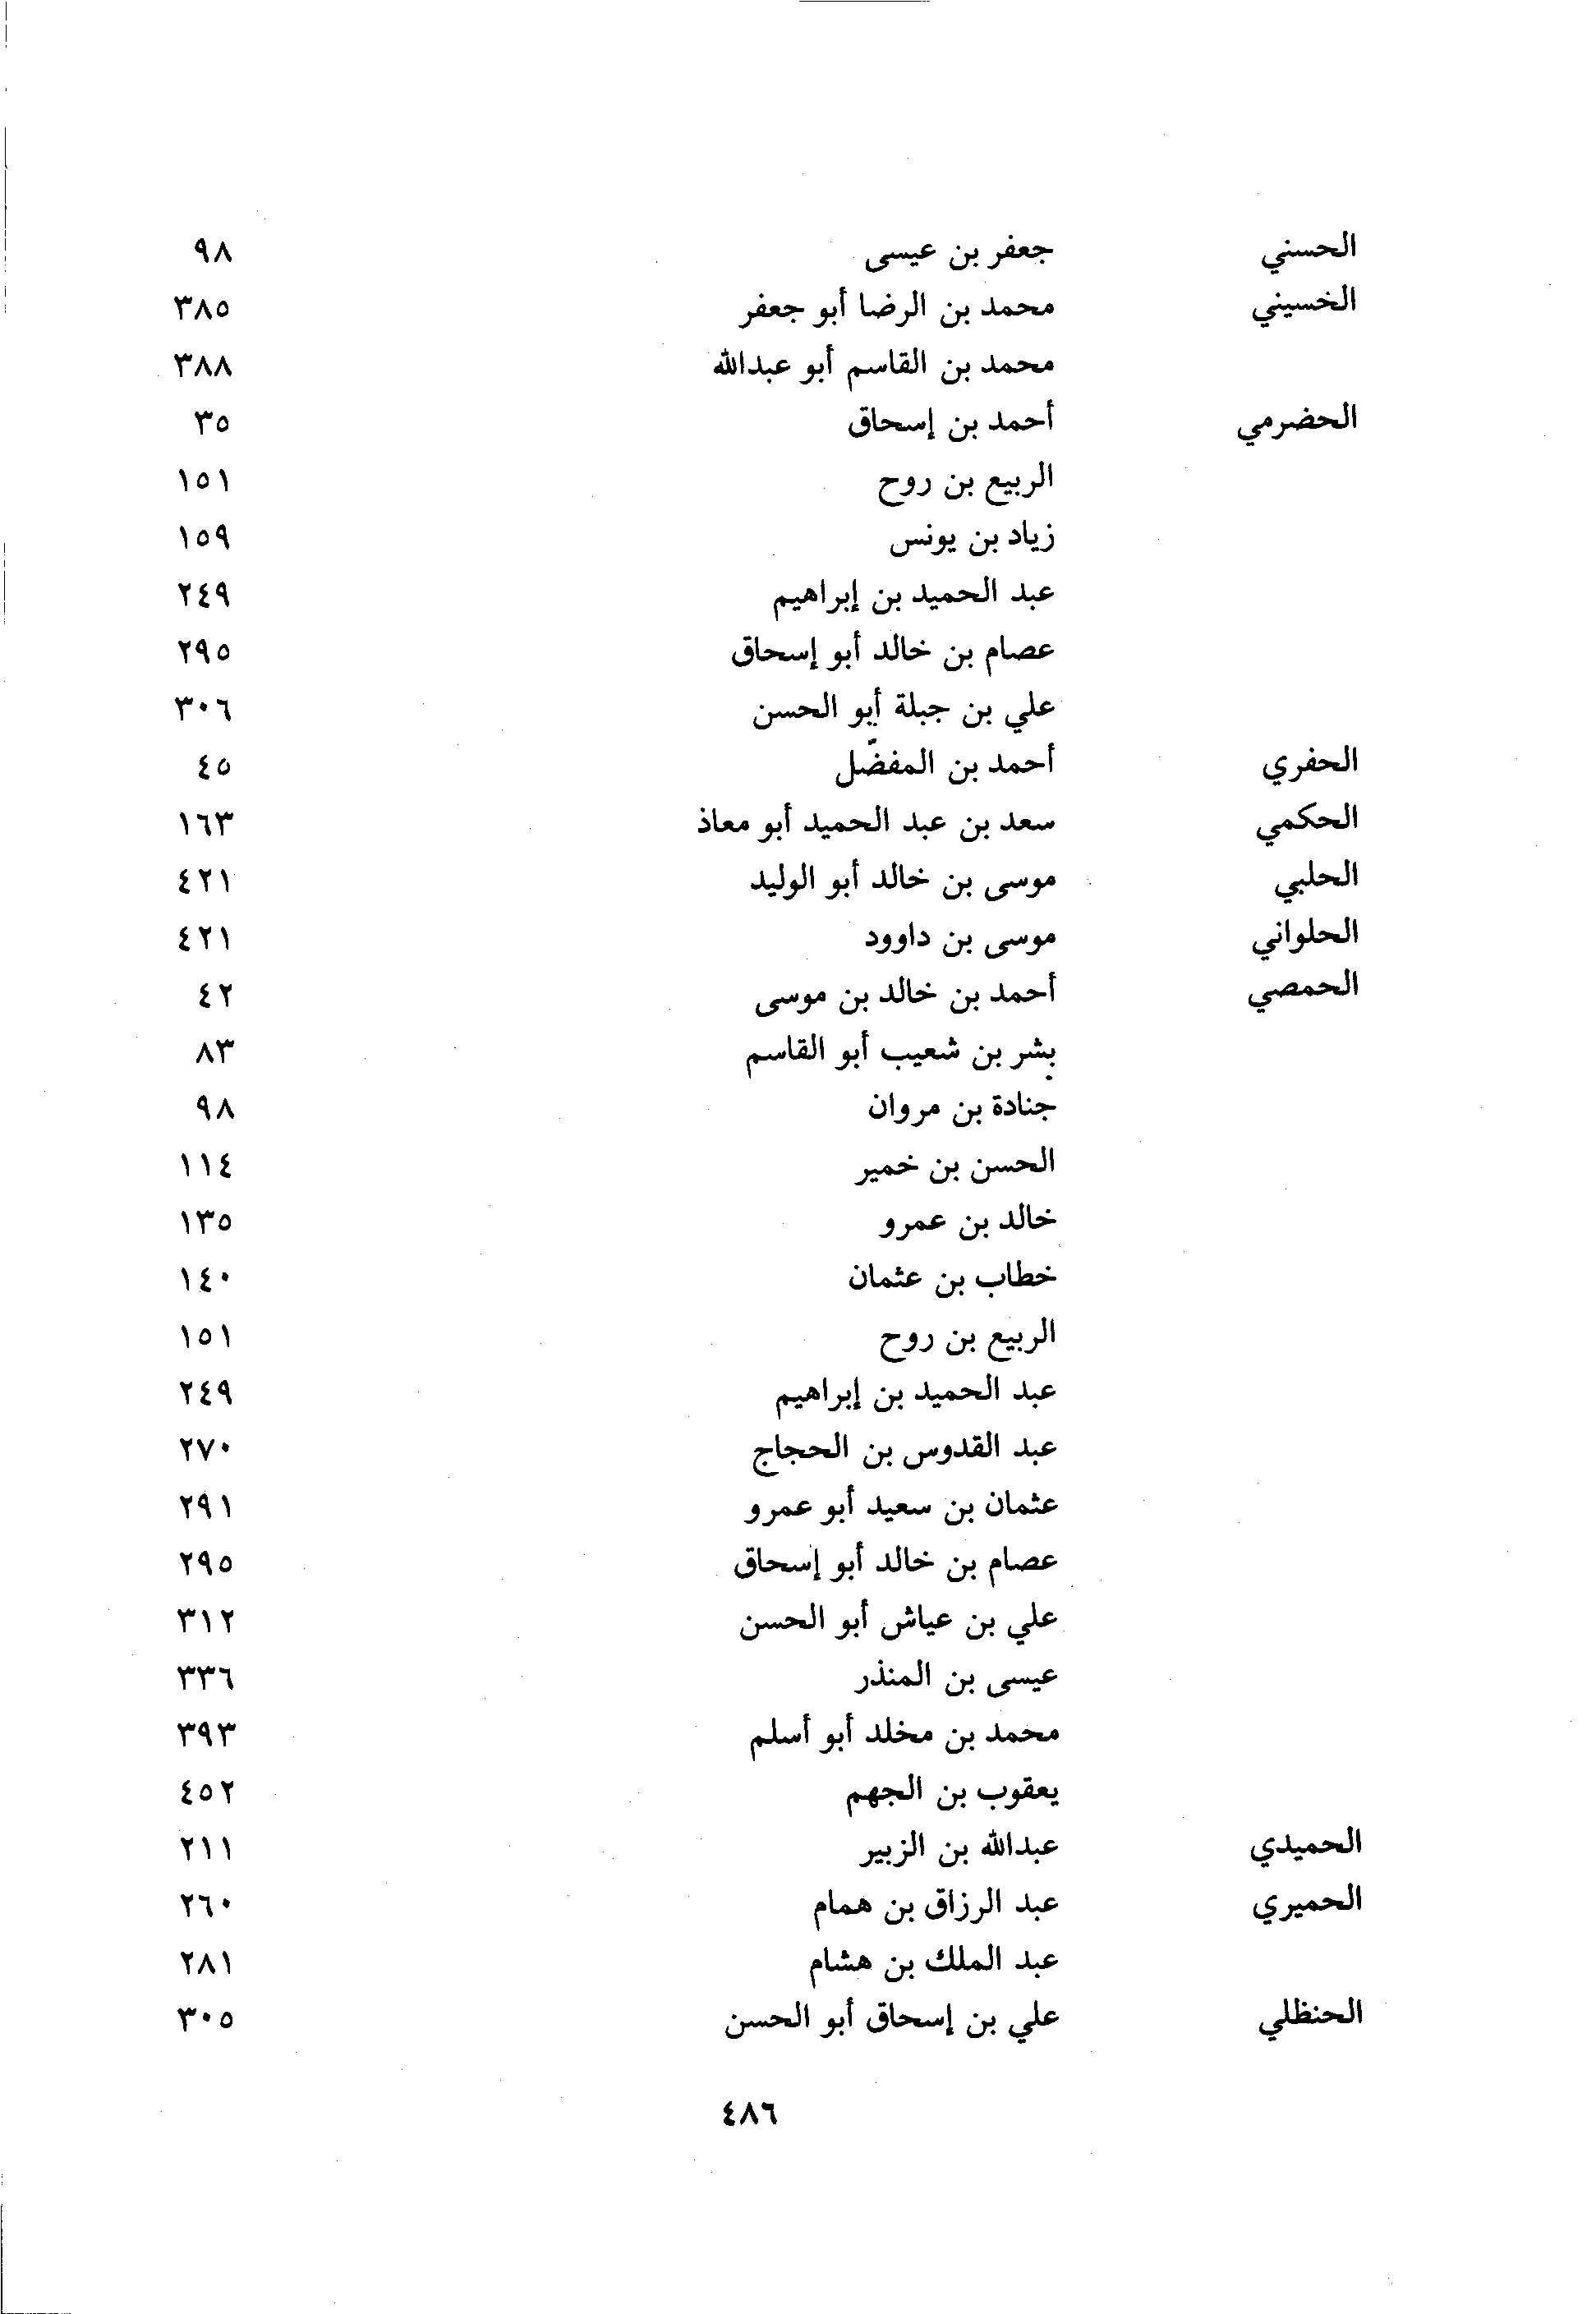 الحسني جعفر بن عيسى ٩٨
الخسيني محمد بن الرضا أبو جعفر ٣٨٥
محمد بن القاسم أبو عبدالله ٣٨٨
الحضرمي أحمد بن إسحاق ٣٥
الربيع بن روح ١٥١
زياد بن يونس ١٥٩
عبد الحميد بن إبراهيم ٢٤٩
عصام بن خالد أبو إسحاق ٢٩٥
علي بن جبلة أبو الحسن ٣٠٦
الحفري أحمد بن المفضّل ٤٥
الحكمي سعد بن عبد الحميد أبو معاذ ١٦٣
الحلبي موسى بن خالد أبو الوليد ٤٢١
الحلواني موسى بن داوود ٤٢١
الحمصي أحمد بن خالد بن موسى ٤٢
بشر بن شعيب أبو القاسم ٨٣
جنادة بن مروان ٩٨
الحسن بن خمير ١١٤
خالد بن عمرو ١٣٥
خطاب بن عثمان ١٤٠
الربيع بن روح ١٥١
عبد الحميد بن إبراهيم ٢٤٩
عبد القدوس بن الحجاج ٢٧٠
عثمان بن سعيد أبو عمرو ٢٩١
عصام بن خالد أبو إسحاق ٢٩٥
علي بن عياش أبو الحسن ٣١٢
عيسى بن المنذر ٣٣٦
محمد بن مخلد أبو أسلم ٣٩٣
يعقوب بن الجهم ٤٥٢
الحميدي عبدالله بن الزبير ٢١١
الحميري عبد الرزاق بن همام ٢٦٠
عبد الملك بن هشام ٢٨١
الحنظلي علي بن إسحاق أبو الحسن ٣٠٥
٤٨٦